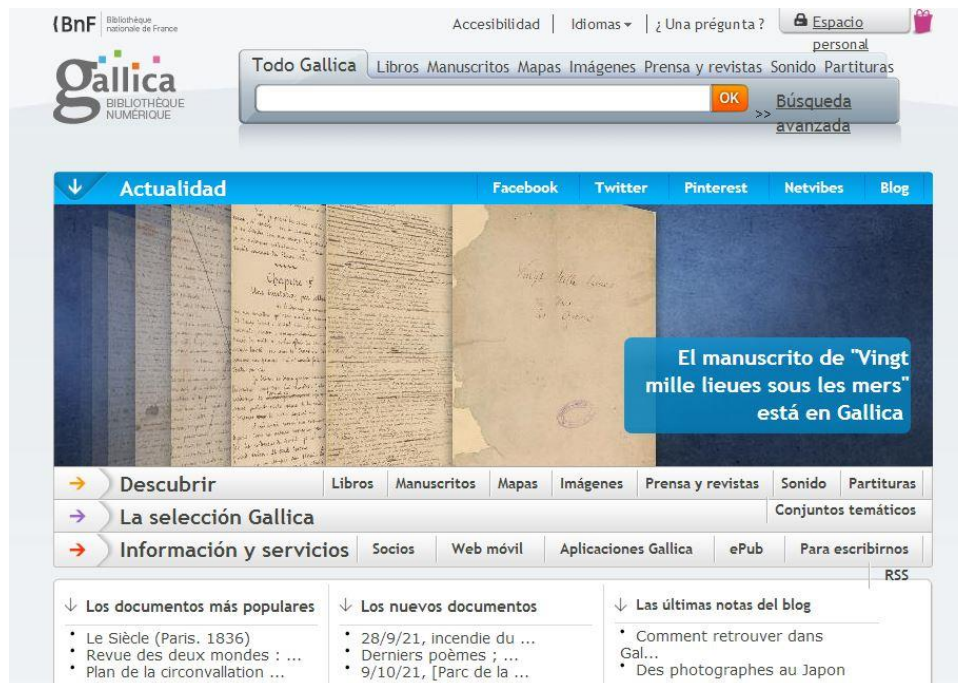 (BnF Bibliothèque
nationale de France
Accesibilidad | Idiomas | ¿ Una prégunta ? Espacio
personal
gallica
BIBLIOTHÈQUE
NUMÉRIQUE
Todo Gallica Libros Manuscritos Mapas Imágenes Prensa y revistas Sonido Partituras
OK >> Búsqueda
avanzada
Actualidad Facebook Twitter Pinterest Netvibes Blog
Chapitre
Vingt mille lieues
El manuscrito de "Vingt
mille lieues sous les mers"
está en Gallica
Descubrir Libros Manuscritos Mapas Imágenes Prensa y revistas Sonido Partituras
La selección Gallica Conjuntos temáticos
Información y servicios Socios Web móvil Aplicaciones Gallica ePub Para escribirnos
RSS
Los documentos más populares
Le Siècle (Paris. 1836)
Revue des deux mondes : ...
Plan de la circonvallation ...
Los nuevos documentos
28/9/21, incendie du ...
Derniers poèmes ; ...
9/10/21, [Parc de la ...
Las últimas notas del blog
Comment retrouver dans
Gal...
Des photographes au Japon